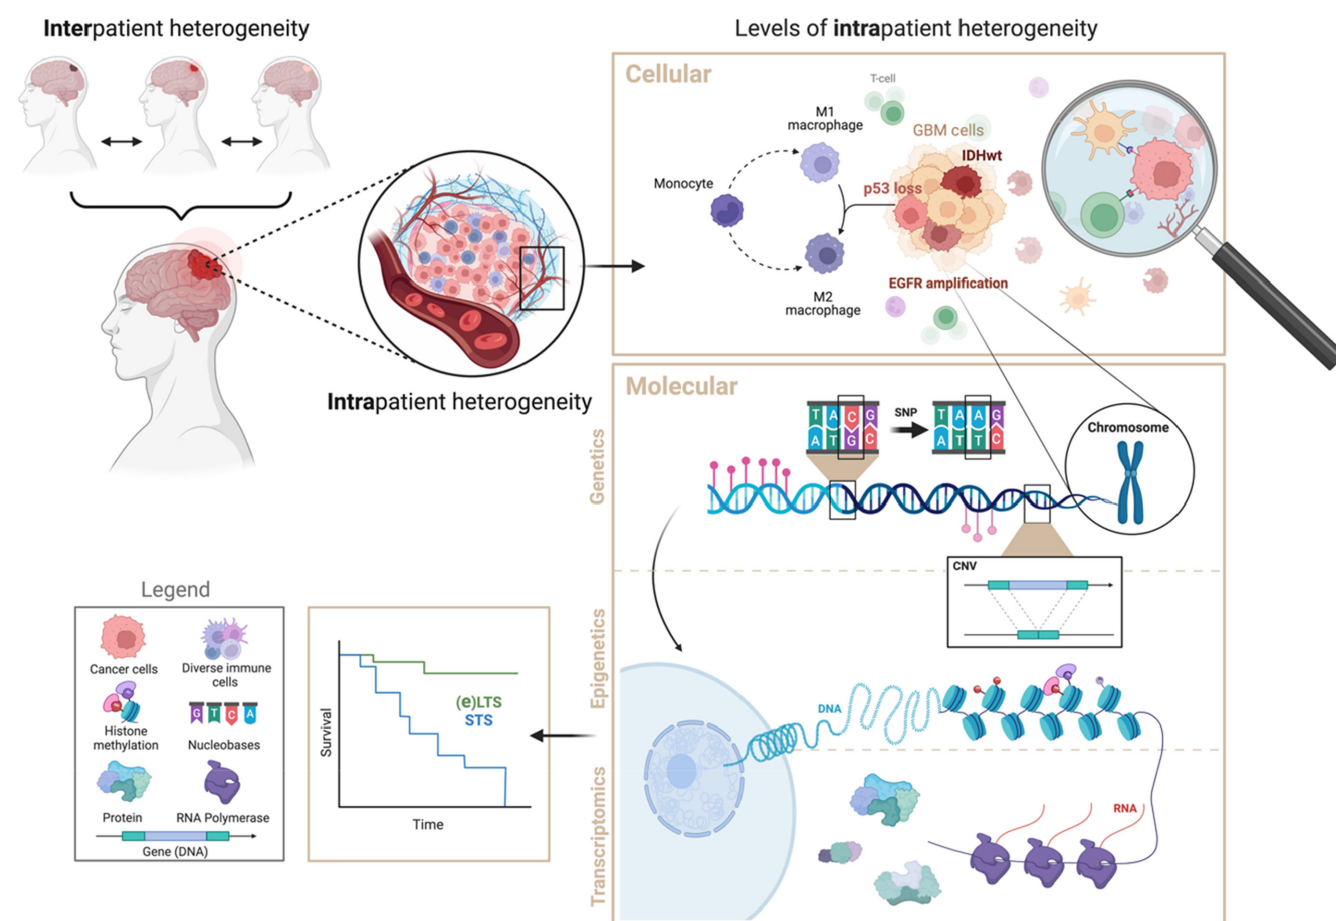 Interpatient heterogeneity
Levels of intrapatient heterogeneity
Cellular
T-cell
M1
macrophage
GBM cells
IDHwt
Monocyte
p53 loss
M2
macrophage
EGFR amplification
Intrapatient heterogeneity
Molecular
Genetics
T A C G
A T G C
SNP
T A A G
A T T C
Chromosome
CNV
Epigenetics
DNA
Transcriptomics
RNA
Legend
Cancer cells
Diverse immune
cells
Histone
methylation
G T C A
Nucleobases
Protein
RNA Polymerase
Gene (DNA)
Survival
(e)LTS
STS
Time